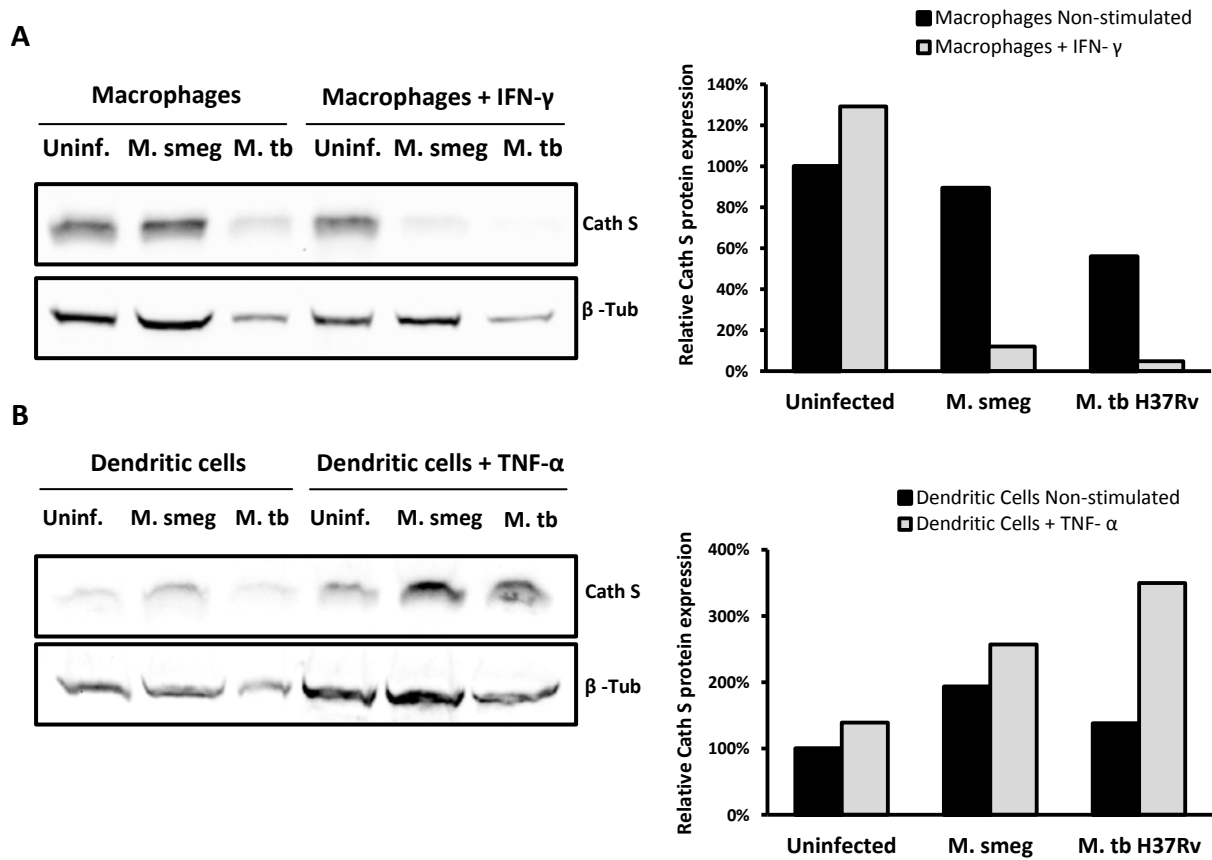 A
Macrophages Macrophages + IFN-γ
Uninf. M. smeg M. tb Uninf. M. smeg M. tb
Cath S
β -Tub
Macrophages Non-stimulated
Macrophages + IFN- γ
Relative Cath S protein expression
140%
120%
100%
80%
60%
40%
20%
0%
Uninfected M. smeg M. tb H37Rv
B
Dendritic cells Dendritic cells + TNF-α
Uninf. M. smeg M. tb Uninf. M. smeg M. tb
Cath S
β -Tub
Dendritic Cells Non-stimulated
Dendritic Cells + TNF- α
Relative Cath S protein expression
400%
300%
200%
100%
0%
Uninfected M. smeg M. tb H37Rv